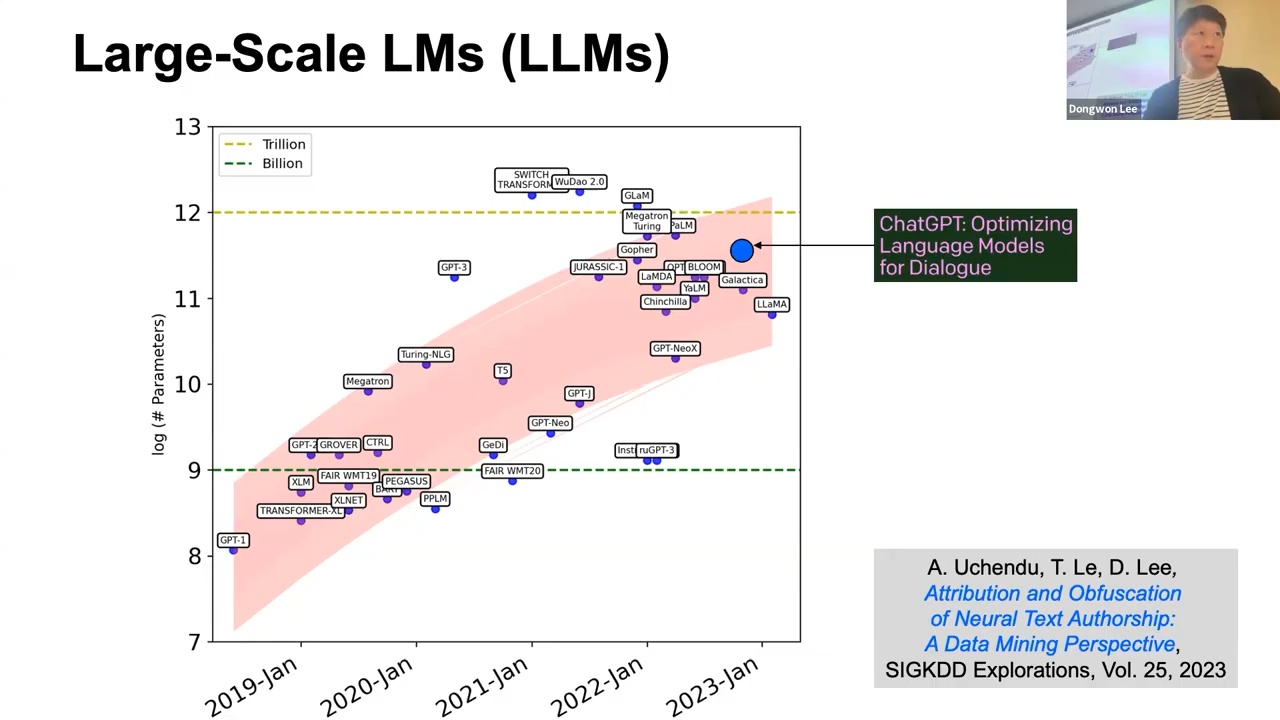 Large-Scale LMs (LLMs)
Dongwon Lee
13
12
11
10
9
8
7
log (# Parameters)
Trillion
Billion
SWITCH
WuDao 2.0
GLaM
Megatron
Turing
PaLM
Gopher
GPT-3
JURASSIC-1
LaMDA
OPT
BLOOM
YaLM
Galactica
Chinchilla
LLaMA
GPT-NeoX
Turing-NLG
T5
Megatron
GPT-J
GPT-Neo
GPT-2
GROVER
CTRL
GeDi
ruGPT-3
FAIR WMT20
XLM
FAIR WMT19
PEGASUS
XLNET
PPLM
TRANSFORMER-XL
GPT-1
2019-Jan
2020-Jan
2021-Jan
2022-Jan
2023-Jan
ChatGPT: Optimizing
Language Models
for Dialogue
A. Uchendu, T. Le, D. Lee,
Attribution and Obfuscation
of Neural Text Authorship:
A Data Mining Perspective,
SIGKDD Explorations, Vol. 25, 2023